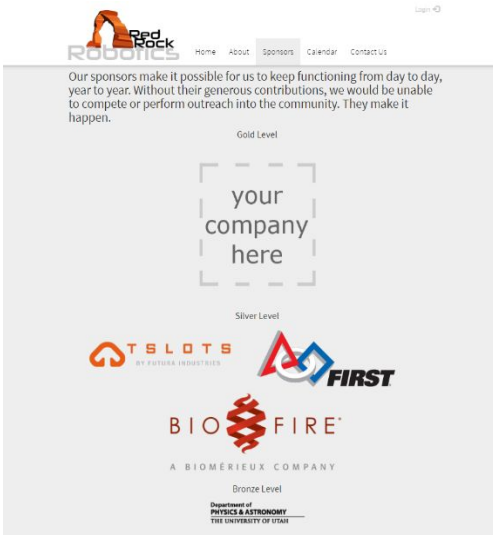 Login
Red
Rock
Robotics
Home About Sponsors Calendar Contact Us
Our sponsors make it possible for us to keep functioning from day to day,
year to year. Without their generous contributions, we would be unable
to compete or perform outreach into the community. They make it
happen.
Gold Level
your
company
here
Silver Level
TSLOTS
BY FUTURA INDUSTRIES
FIRST
BIO FIRE
A BIOMÉRIEUX COMPANY
Bronze Level
Department of
PHYSICS & ASTRONOMY
THE UNIVERSITY OF UTAH